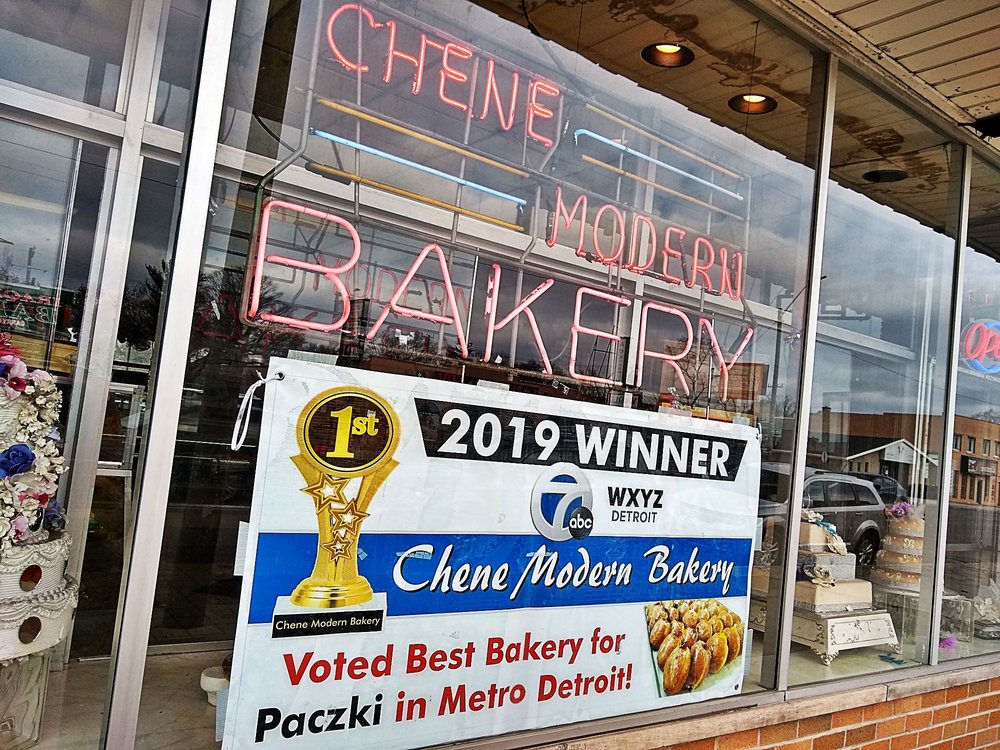 CHENE
MODERN
BAKERY
1st
2019 WINNER
7 abc
WXYZ
DETROIT
Chene Modern Bakery
Chene Modern Bakery
Voted Best Bakery for
Paczki in Metro Detroit!